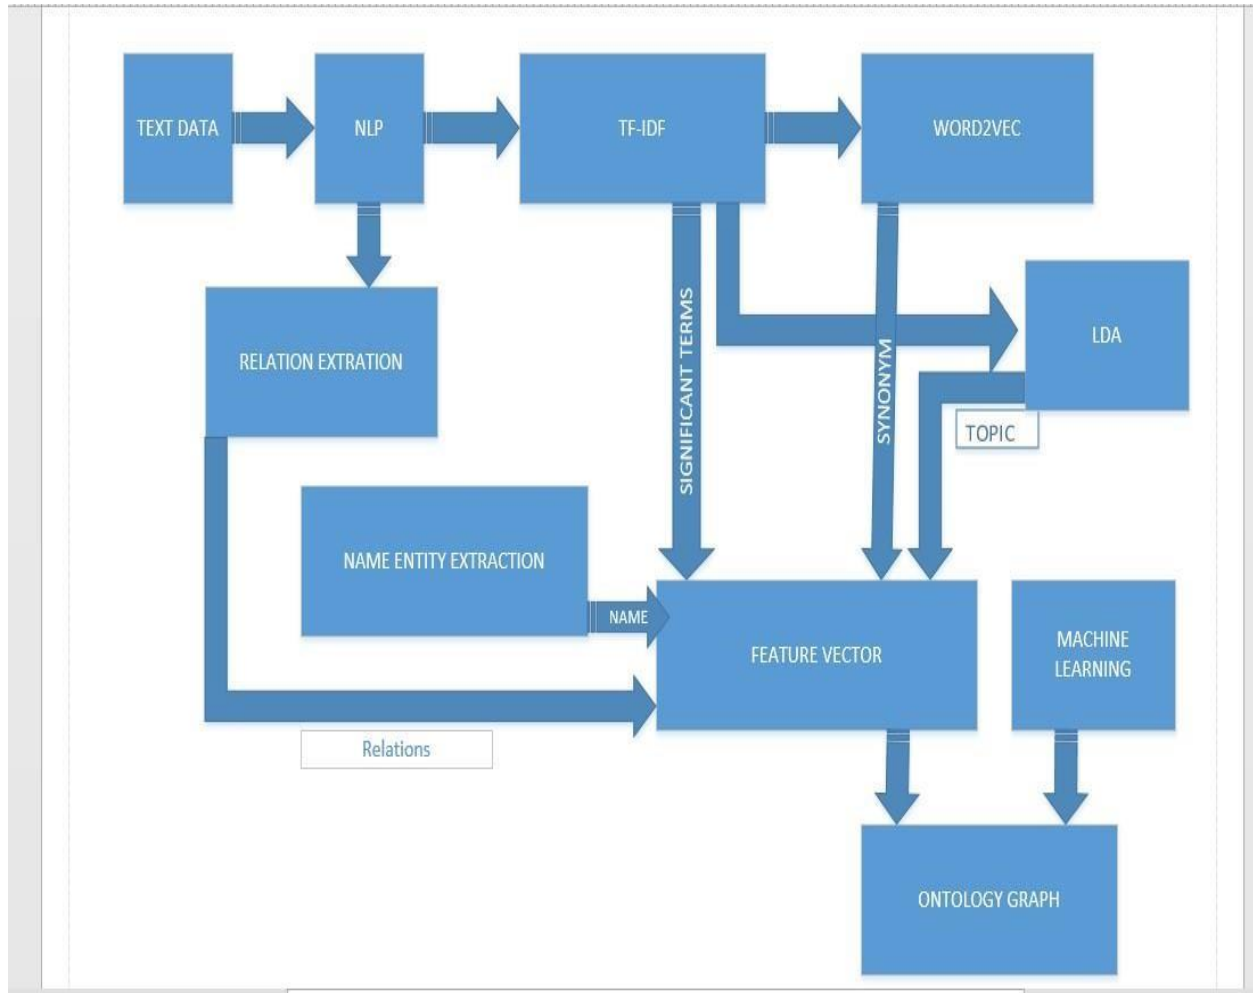 TEXT DATA
NLP
TF-IDF
WORD2VEC
RELATION EXTRATION
SIGNIFICANT TERMS
SYNONYM
LDA
TOPIC
NAME ENTITY EXTRACTION
NAME
FEATURE VECTOR
MACHINE
LEARNING
Relations
ONTOLOGY GRAPH